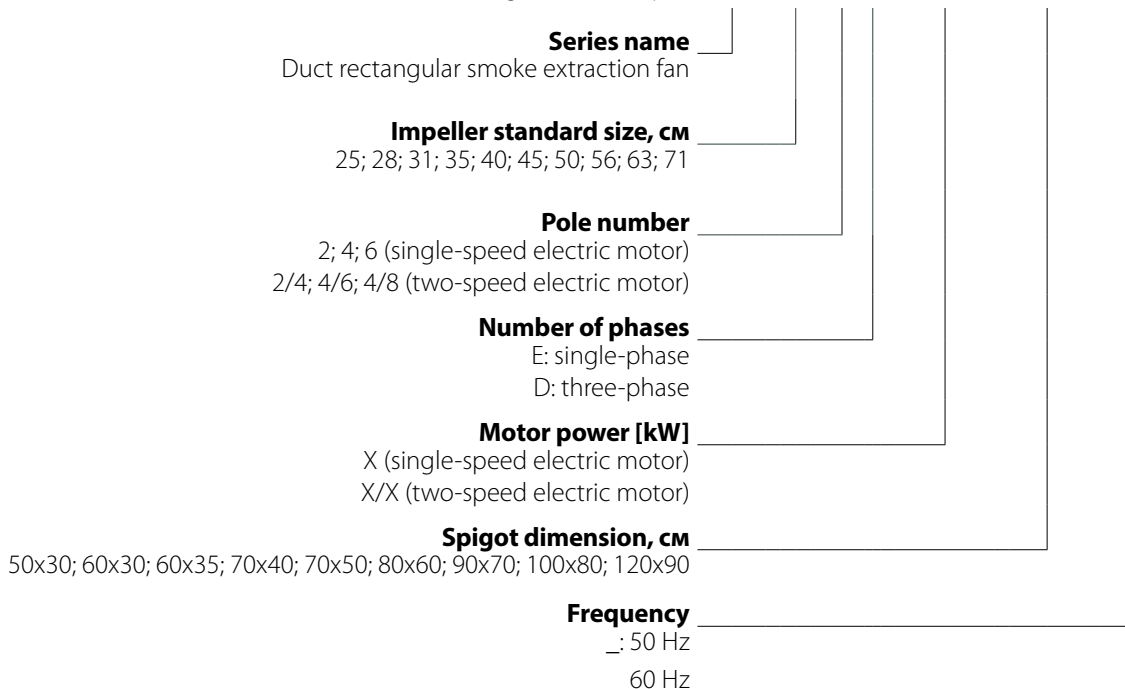 Series name
Duct rectangular smoke extraction fan
Impeller standard size, см
25; 28; 31; 35; 40; 45; 50; 56; 63; 71
Pole number
2; 4; 6 (single-speed electric motor)
2/4; 4/6; 4/8 (two-speed electric motor)
Number of phases
E: single-phase
D: three-phase
Motor power [kW]
X (single-speed electric motor)
X/X (two-speed electric motor)
Spigot dimension, см
50x30; 60x30; 60x35; 70x40; 70x50; 80x60; 90x70; 100x80; 120x90
Frequency
_: 50 Hz
60 Hz